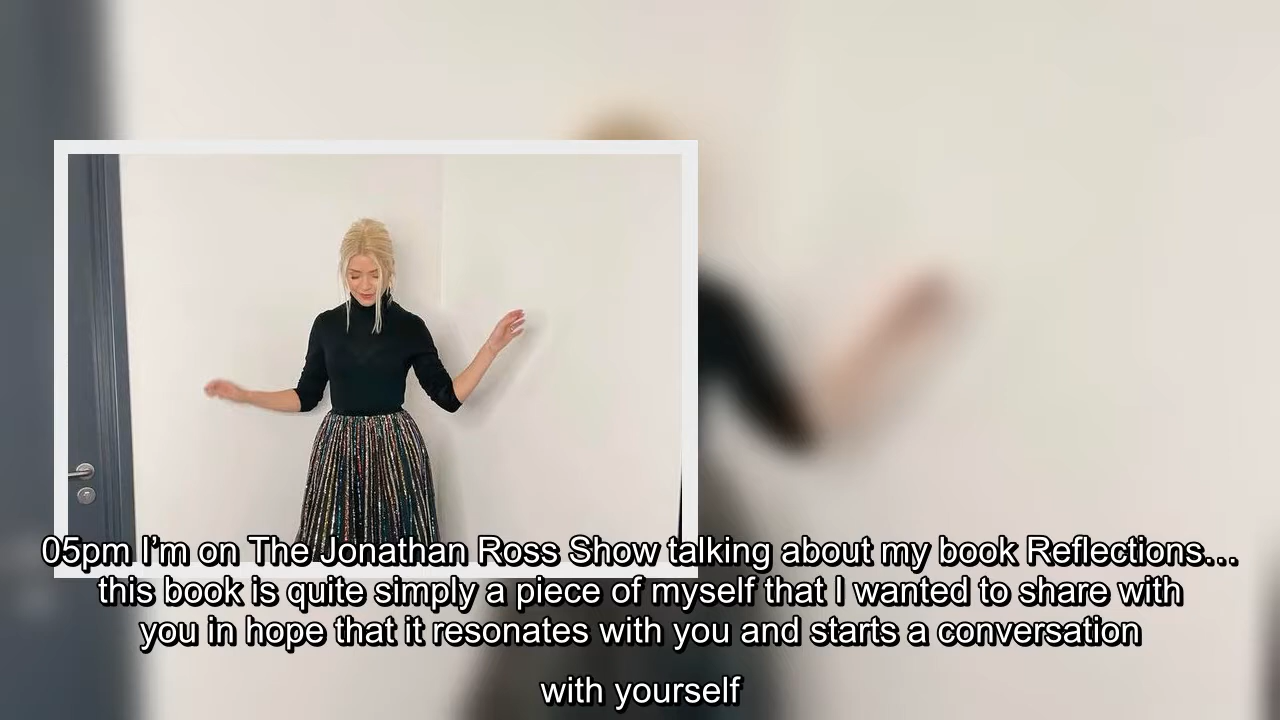 05pm I’m on The Jonathan Ross Show talking about my book Reflections…
this book is quite simply a piece of myself that I wanted to share with
you in hope that it resonates with you and starts a conversation
with yourself